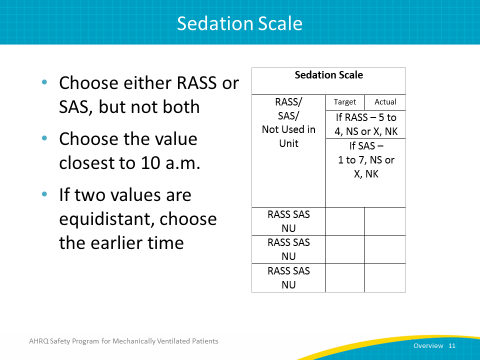 Sedation Scale
• Choose either RASS or
SAS, but not both
• Choose the value
closest to 10 a.m.
• If two values are
equidistant, choose
the earlier time
Sedation Scale
RASS/
SAS/
Not Used in
Unit
Target
Actual
If RASS – 5 to
4, NS or X, NK
If SAS –
1 to 7, NS or
X, NK
RASS SAS
NU
RASS SAS
NU
RASS SAS
NU
AHRQ Safety Program for Mechanically Ventilated Patients
Overview 11